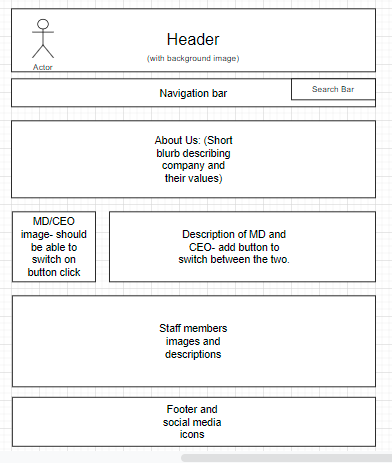 Header
(with background image)
Actor
Navigation bar
Search Bar
About Us: (Short
blurb describing
company and
their values)
MD/CEO
image- should
be able to
switch on
button click
Description of MD and
CEO- add button to
switch between the two.
Staff members
images and
descriptions
Footer and
social media
icons